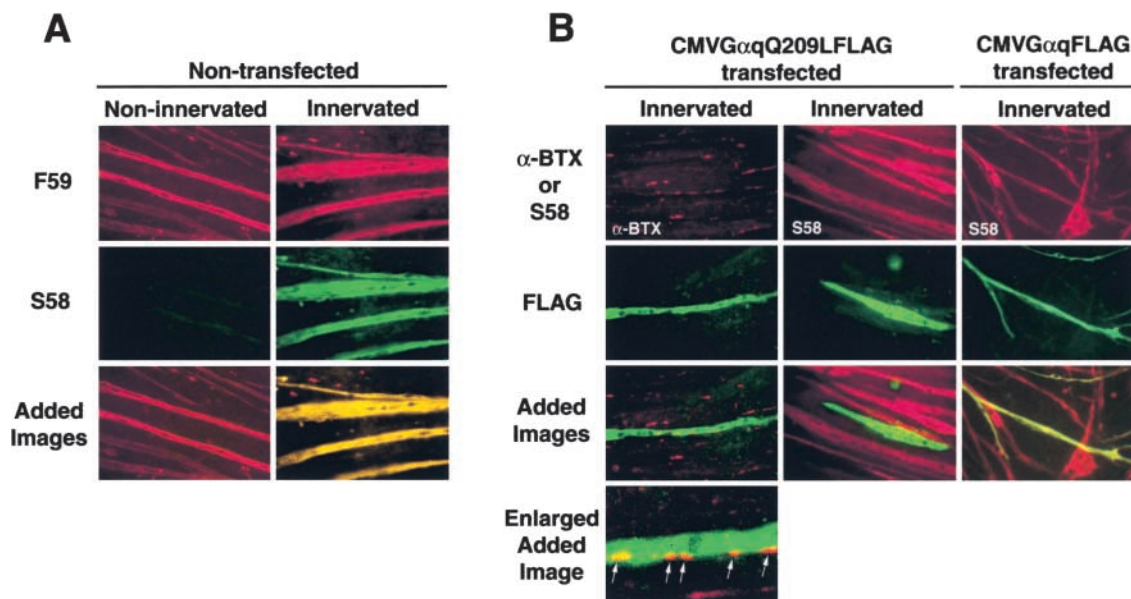 A
Non-transfected
Non-innervated Innervated
F59
S58
Added
Images
B
CMVGαqQ209LFLAG
transfected
CMVGαqFLAG
transfected
Innervated Innervated Innervated
α-BTX
or
S58
α-BTX S58 S58
FLAG
Added
Images
Enlarged
Added
Image